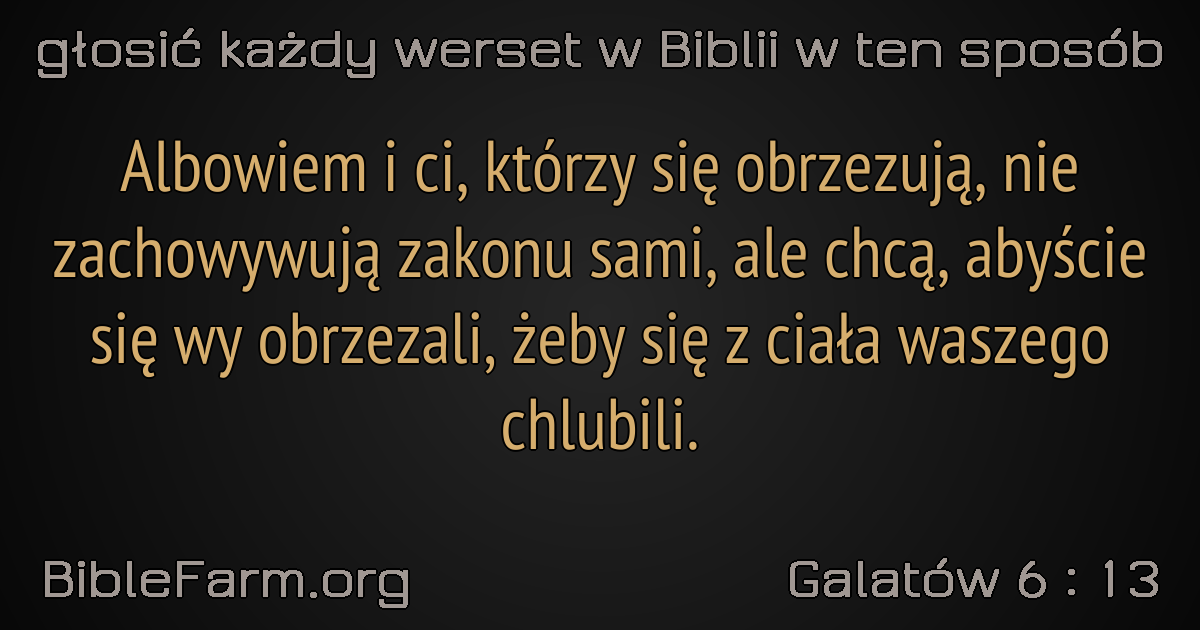 głosić każdy werset w Biblii w ten sposób
Albowiem i ci, którzy się obrzezują, nie
zachowywują zakonu sami, ale chcą, abyście
się wy obrzezali, żeby się z ciała waszego
chlubili.
BibleFarm.org
Galatów 6 : 13